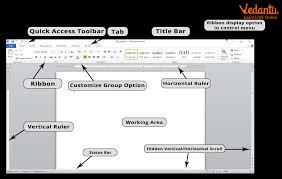 Vedantu
Learn LIVE Online
Quick Access Toolbar
Tab
Title Bar
Ribbon display option
in control menu
Ribbon
Customize Group Option
Horizontal Ruler
Vertical Ruler
Working Area
Status Bar
Hidden Vertical/Horizontal Scroll